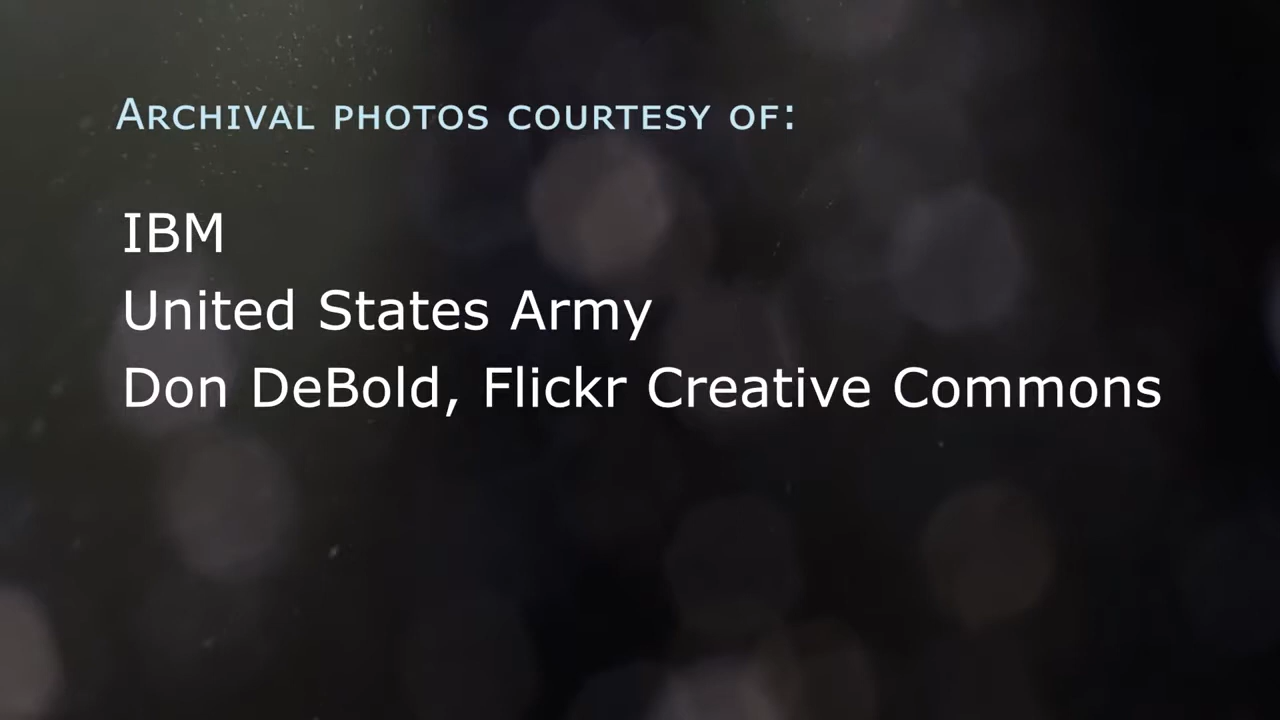 Archival photos courtesy of:
IBM
United States Army
Don DeBold, Flickr Creative Commons